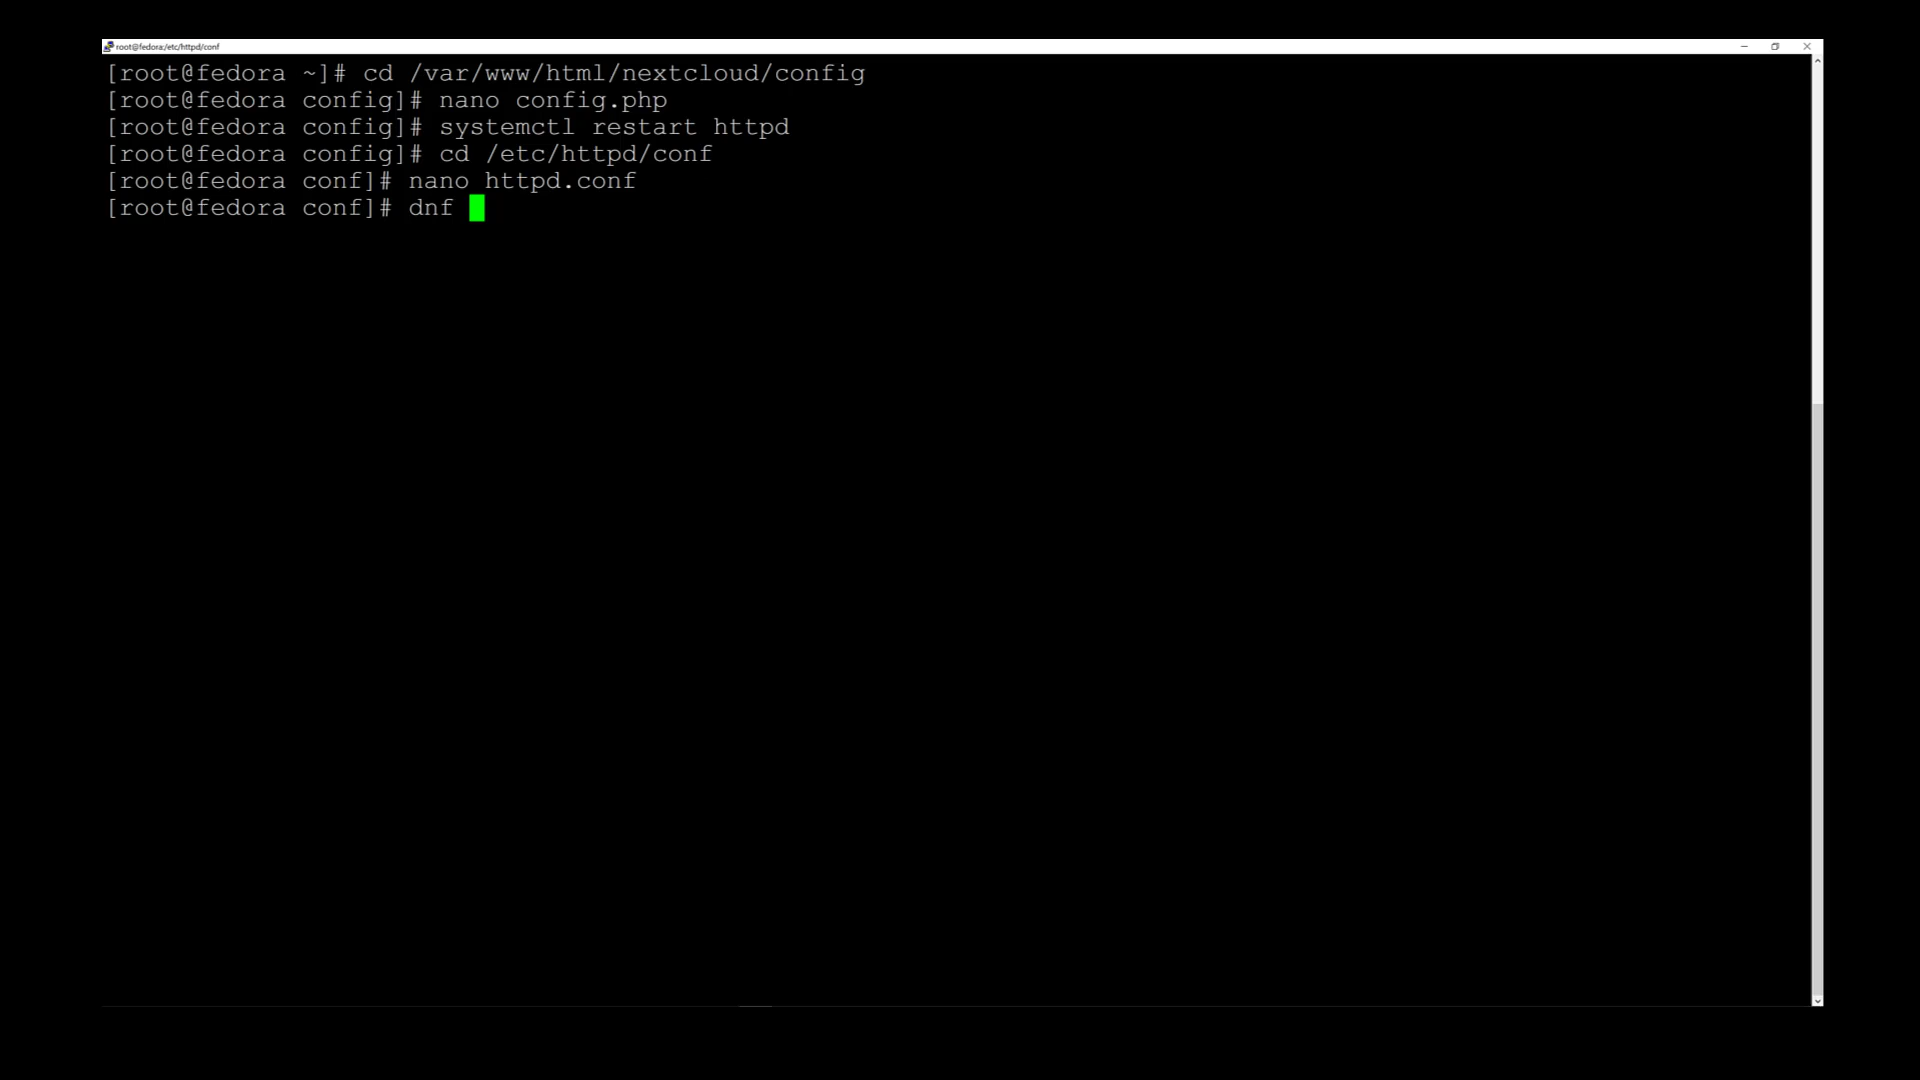 root@fedora:/etc/httpd/conf
[root@fedora ~]# cd /var/www/html/nextcloud/config
[root@fedora config]# nano config.php
[root@fedora config]# systemctl restart httpd
[root@fedora config]# cd /etc/httpd/conf
[root@fedora conf]# nano httpd.conf
[root@fedora conf]# dnf